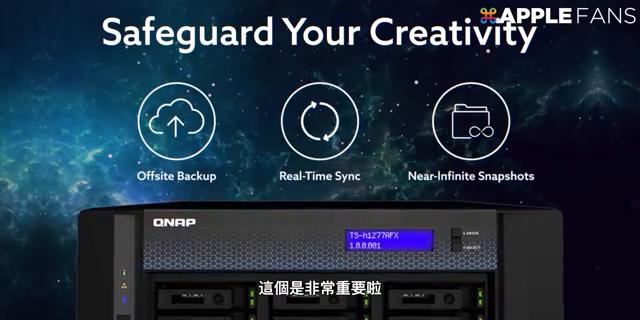 ⌘APPLE FANS
Safeguard Your Creativity
Offsite Backup
Real-Time Sync
Near-Infinite Snapshots
QNAP
TS-h1277AFX
1.0.0.001
ENTER
SELECT
這個是非常重要啦